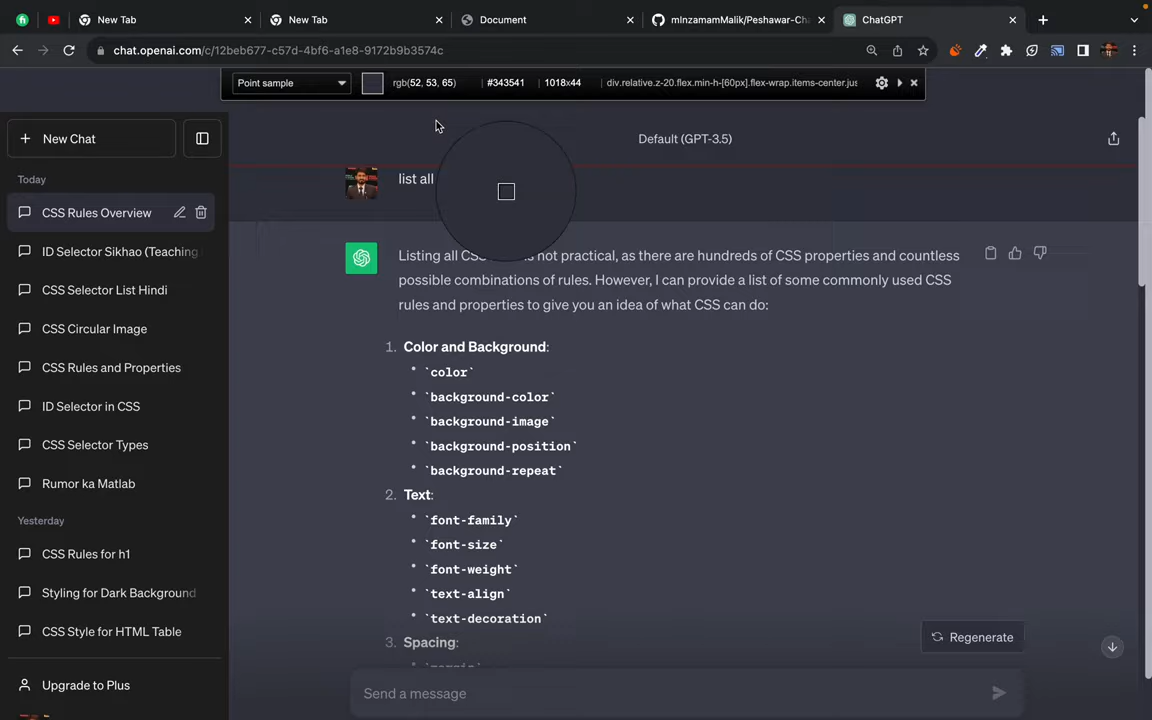 New Tab
New Tab
Document
mInzamamMalik/Peshawar-Cha
ChatGPT
chat.openai.com/c/12beb677-c57d-4bf6-a1e8-9172b9b3574c
Point sample
rgb(52, 53, 65)
#343541
1018x44
div.relative.z-20.flex.min-h-[60px].flex-wrap.items-center.jus
New Chat
Default (GPT-3.5)
Today
CSS Rules Overview
ID Selector Sikhao (Teaching
CSS Selector List Hindi
CSS Circular Image
CSS Rules and Properties
ID Selector in CSS
CSS Selector Types
Rumor ka Matlab
Yesterday
CSS Rules for h1
Styling for Dark Background
CSS Style for HTML Table
Upgrade to Plus
list all
Listing all CSS is not practical, as there are hundreds of CSS properties and countless
possible combinations of rules. However, I can provide a list of some commonly used CSS
rules and properties to give you an idea of what CSS can do:
1. Color and Background:
• `color`
• `background-color`
• `background-image`
• `background-position`
• `background-repeat`
2. Text:
• `font-family`
• `font-size`
• `font-weight`
• `text-align`
• `text-decoration`
3. Spacing:
• `margin`
Regenerate
Send a message